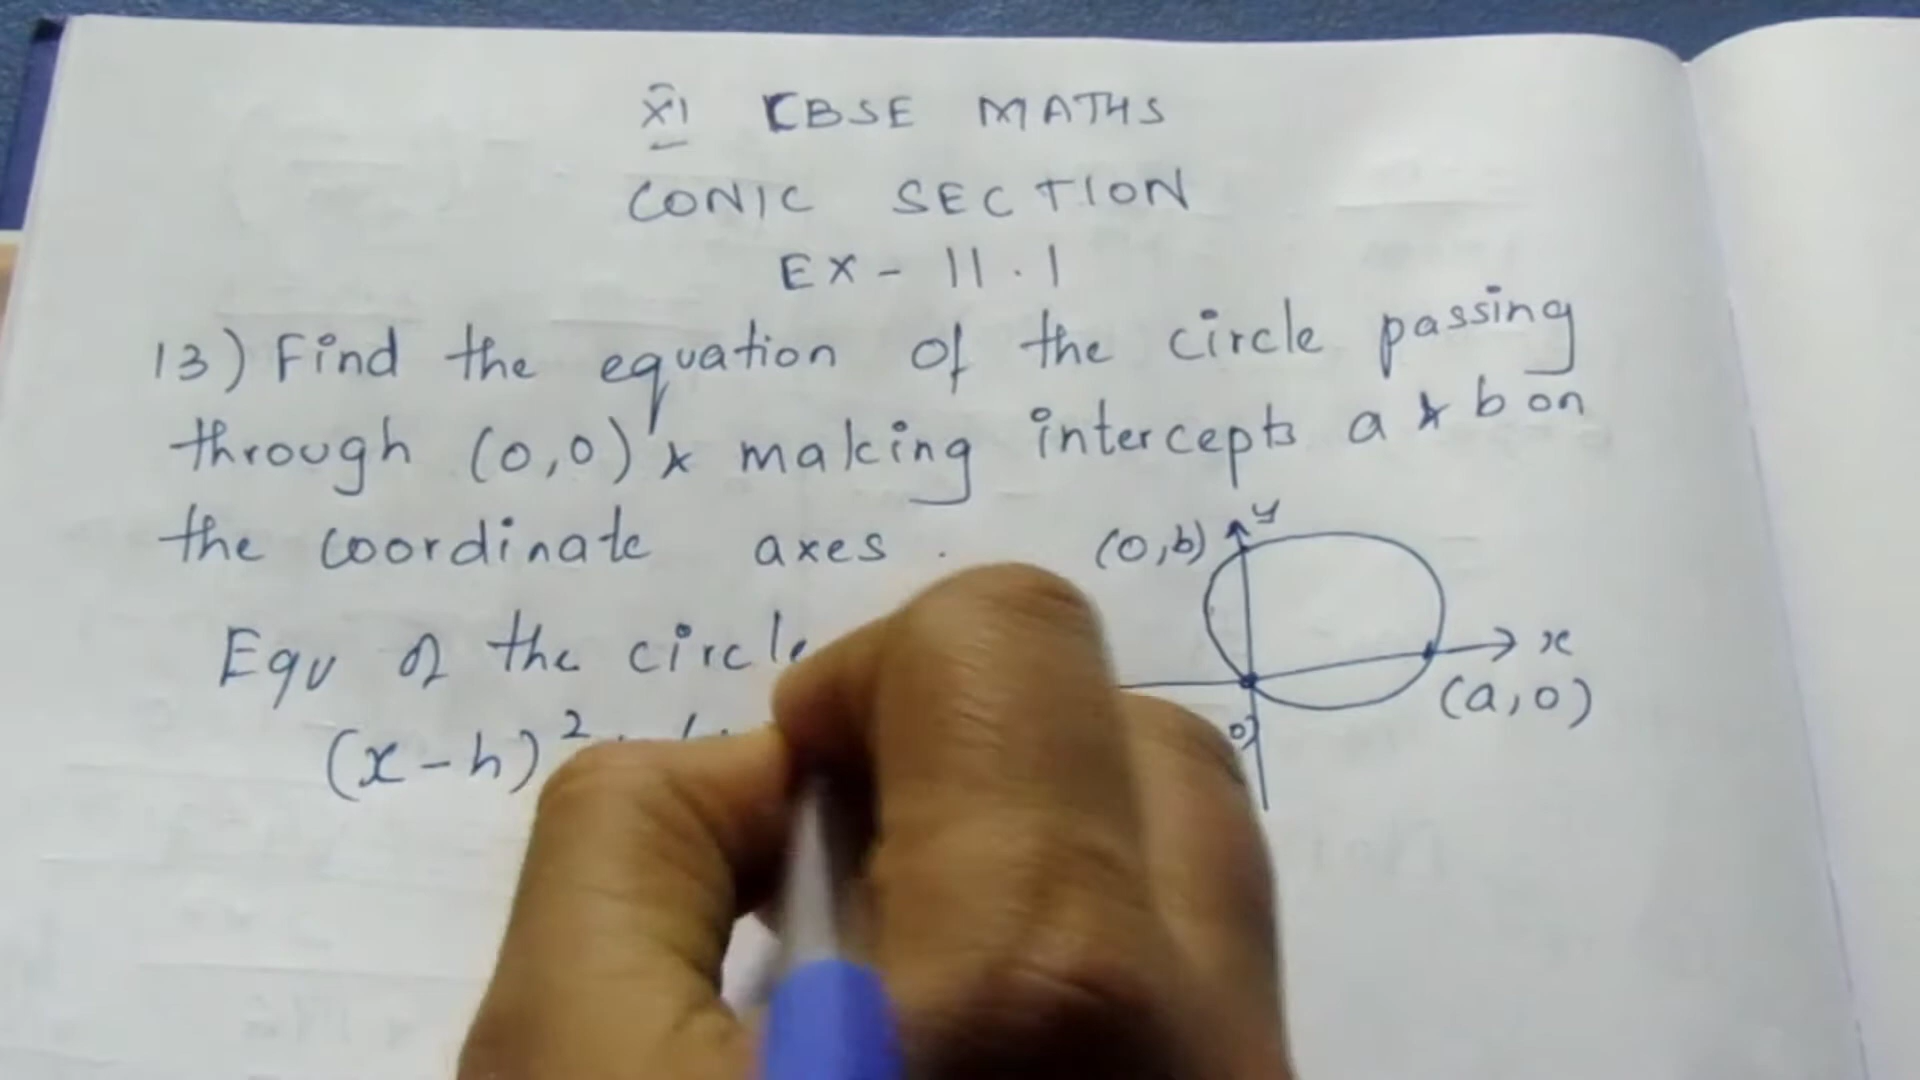 XI CBSE MATHS
CONIC SECTION
EX - 11.1
13) Find the equation of the circle passing
through (0,0) & making intercepts a & b on
the coordinate axes.
(0,b)
y
x
(a,0)
Equ of the circle
(x-h)²